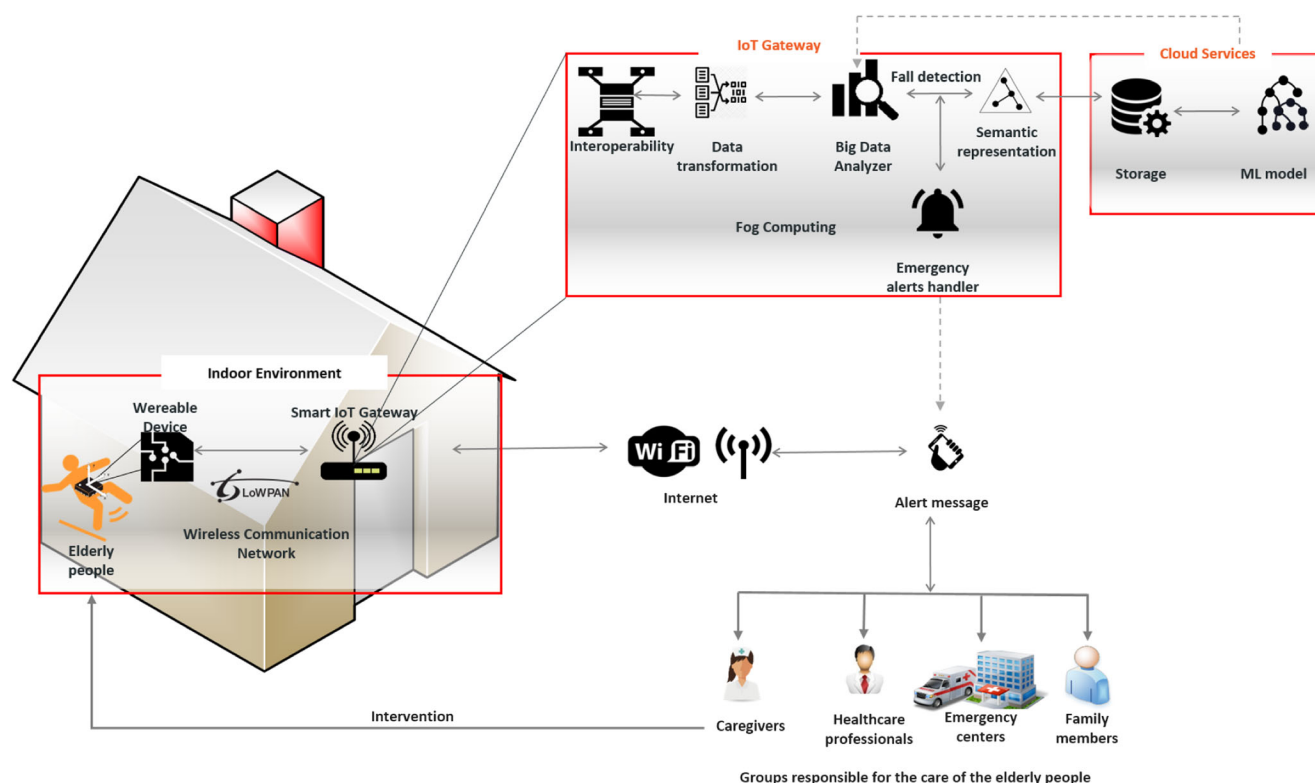 IoT Gateway
Cloud Services
Fall detection
Interoperability
Data
transformation
Big Data
Analyzer
Semantic
representation
Storage
ML model
Fog Computing
Emergency
alerts handler
Indoor Environment
Wereable
Device
Smart IoT Gateway
LoWPAN
Wireless Communication
Network
Elderly
people
Wi Fi
Internet
Alert message
Intervention
Caregivers
Healthcare
professionals
Emergency
centers
Family
members
Groups responsible for the care of the elderly people